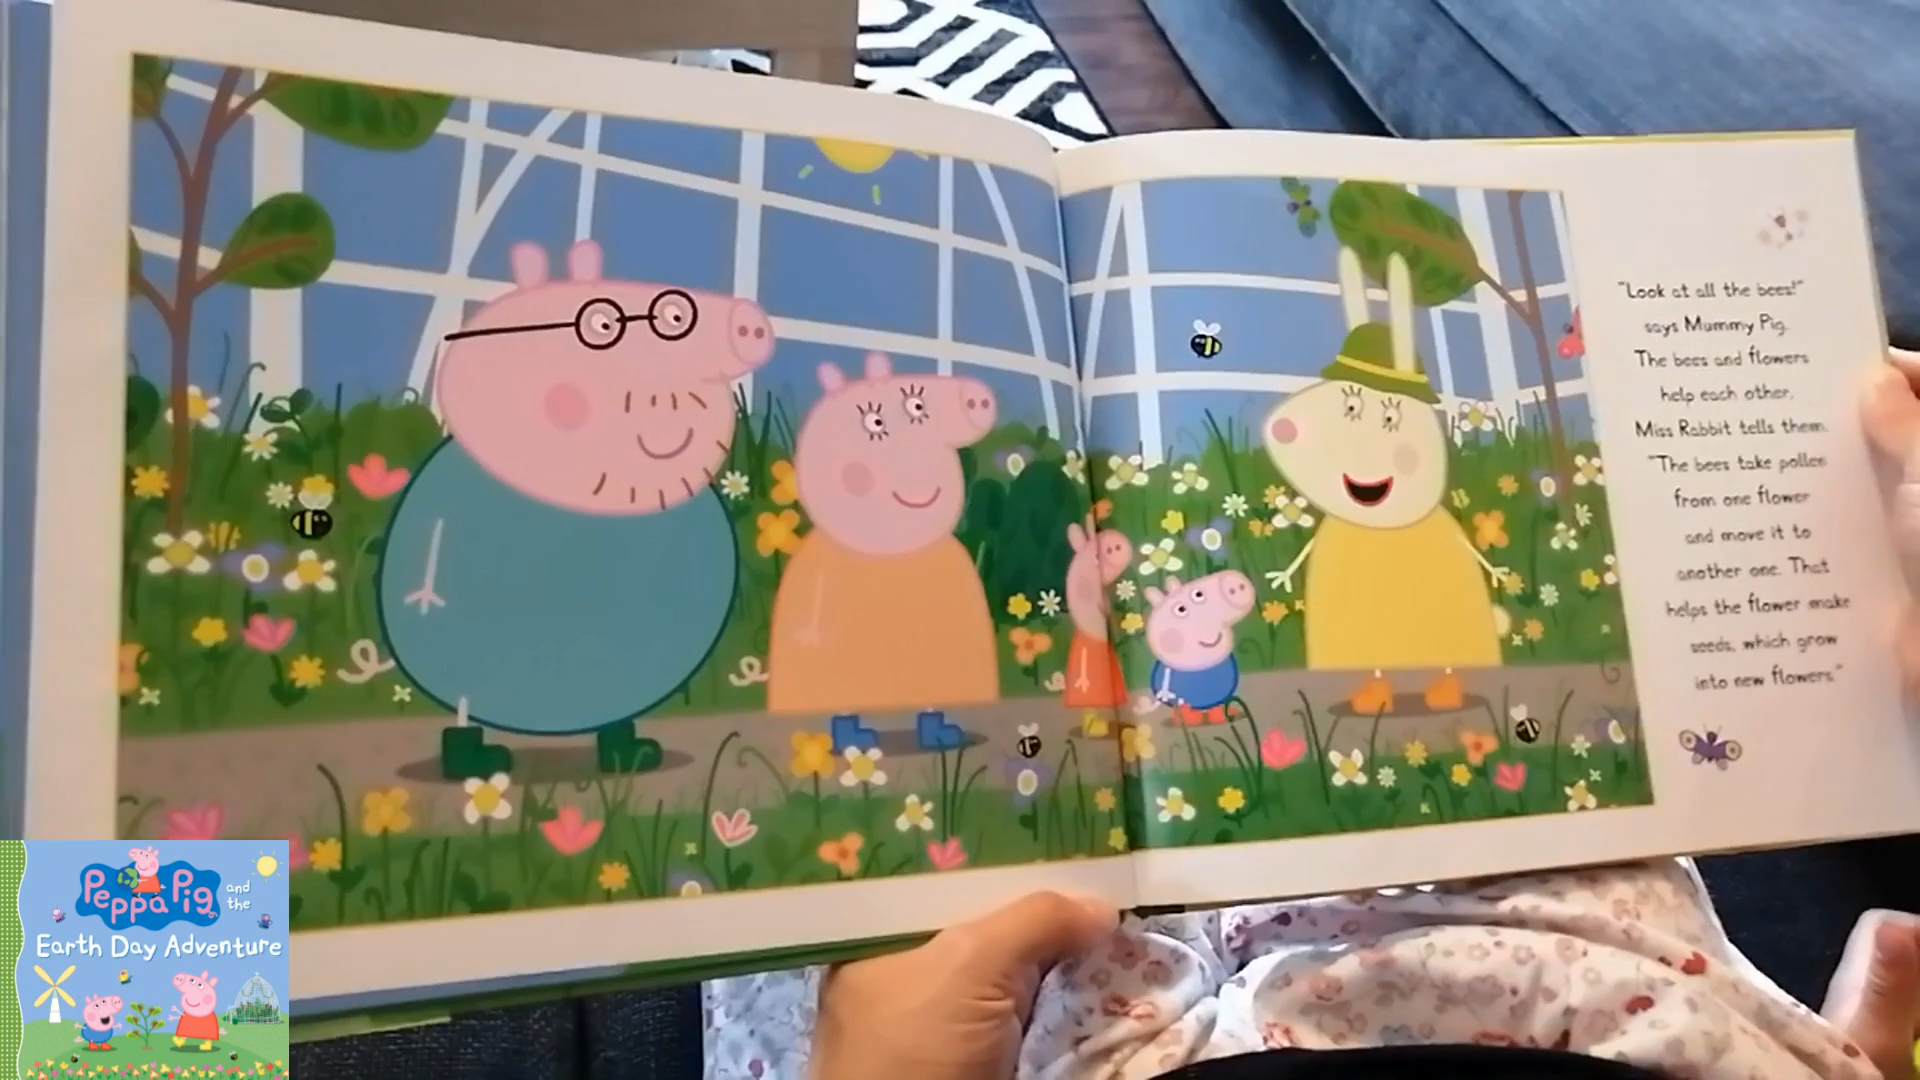 "Look at all the bees!"
says Mummy Pig.
The bees and flowers
help each other,
Miss Rabbit tells them.
"The bees take pollen
from one flower
and move it to
another one. That
helps the flower make
seeds, which grow
into new flowers."
Peppa Pig and
the
Earth Day Adventure